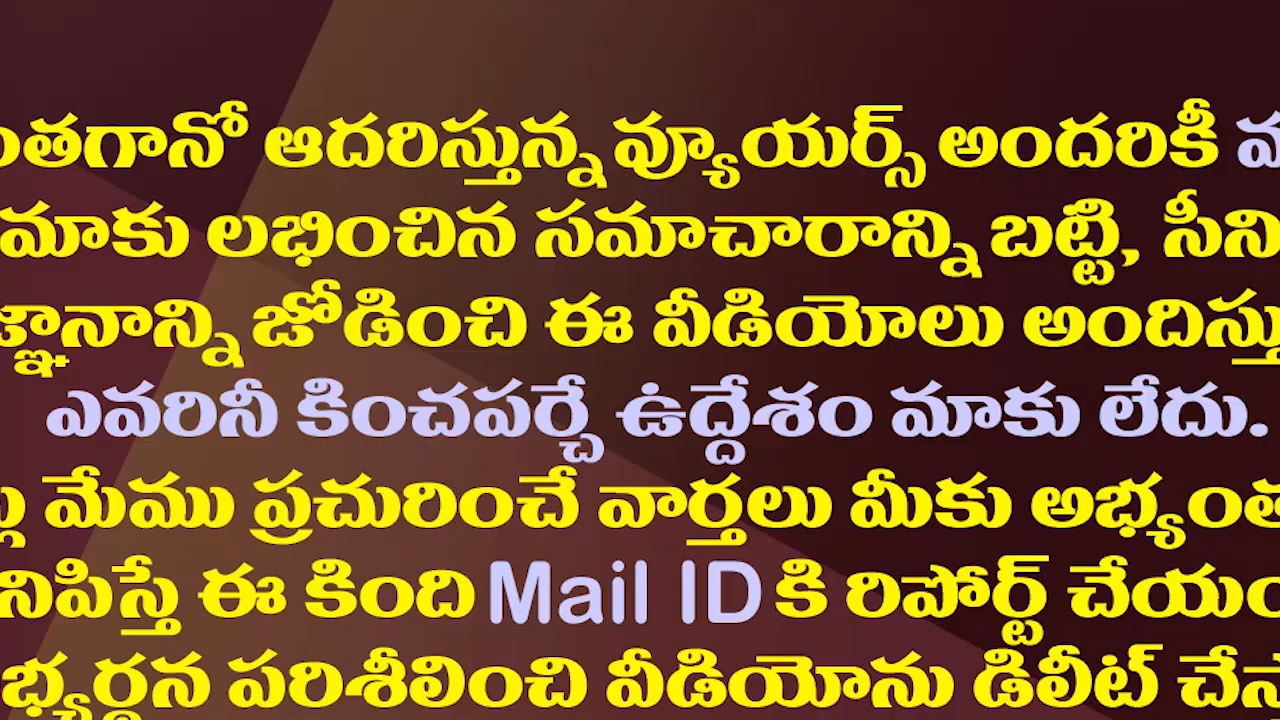 ంతగానో ఆదరిస్తున్న వ్యూయర్స్ అందరికీ
మాకు లభించిన సమాచారాన్ని బట్టి, సీని
జ్ఞానాన్ని జోడించి ఈ వీడియోలు అందిస్తు
ఎవరినీ కించపర్చే ఉద్దేశం మాకు లేదు.
మేము ప్రచురించే వార్తలు మీకు అభ్యంత
నిపిస్తే ఈ కింది Mail ID కి రిపోర్ట్ చేయం
భ్యర్థన పరిశీలించి వీడియోను డిలీట్ చేస